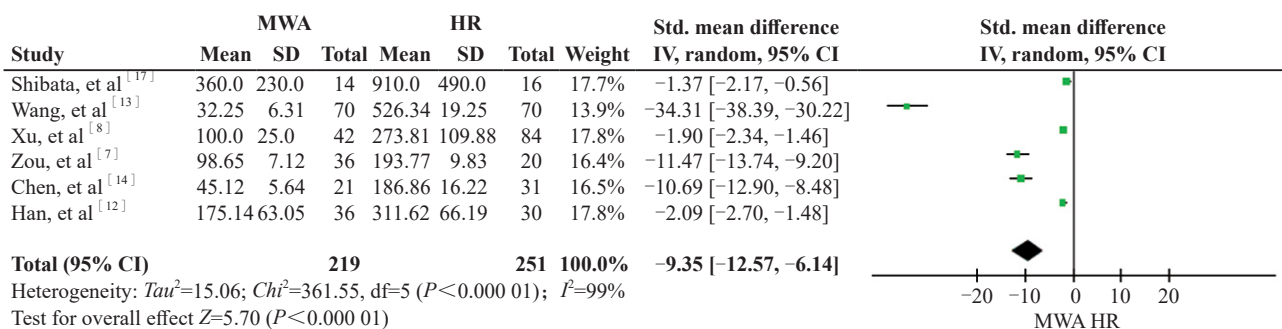 MWA HR Std. mean difference Std. mean difference
Study Mean SD Total Mean SD Total Weight IV, random, 95% CI IV, random, 95% CI
Shibata, et al [17] 360.0 230.0 14 910.0 490.0 16 17.7% −1.37 [−2.17, −0.56]
Wang, et al [13] 32.25 6.31 70 526.34 19.25 70 13.9% −34.31 [−38.39, −30.22]
Xu, et al [8] 100.0 25.0 42 273.81 109.88 84 17.8% −1.90 [−2.34, −1.46]
Zou, et al [7] 98.65 7.12 36 193.77 9.83 20 16.4% −11.47 [−13.74, −9.20]
Chen, et al [14] 45.12 5.64 21 186.86 16.22 31 16.5% −10.69 [−12.90, −8.48]
Han, et al [12] 175.14 63.05 36 311.62 66.19 30 17.8% −2.09 [−2.70, −1.48]
Total (95% CI) 219 251 100.0% −9.35 [−12.57, −6.14]
Heterogeneity: Tau²=15.06; Chi²=361.55, df=5 (P<0.000 01); I²=99%
Test for overall effect Z=5.70 (P<0.000 01)
−20 −10 0 10 20
MWA HR